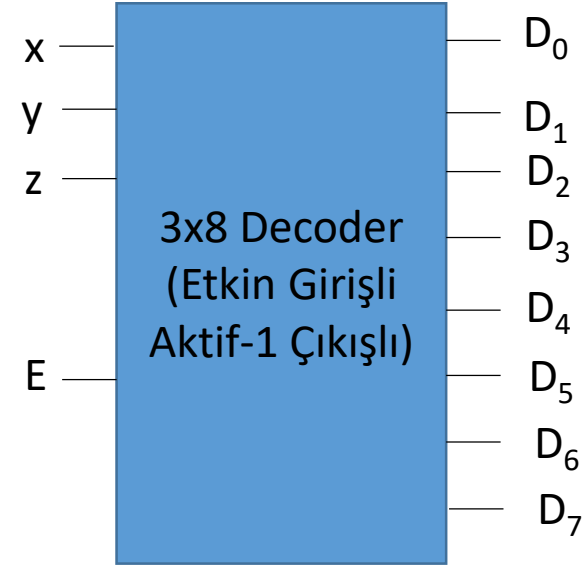 x
y
z
E
3x8 Decoder
(Etkin Girişli
Aktif-1 Çıkışlı)
D₀
D₁
D₂
D₃
D₄
D₅
D₆
D₇